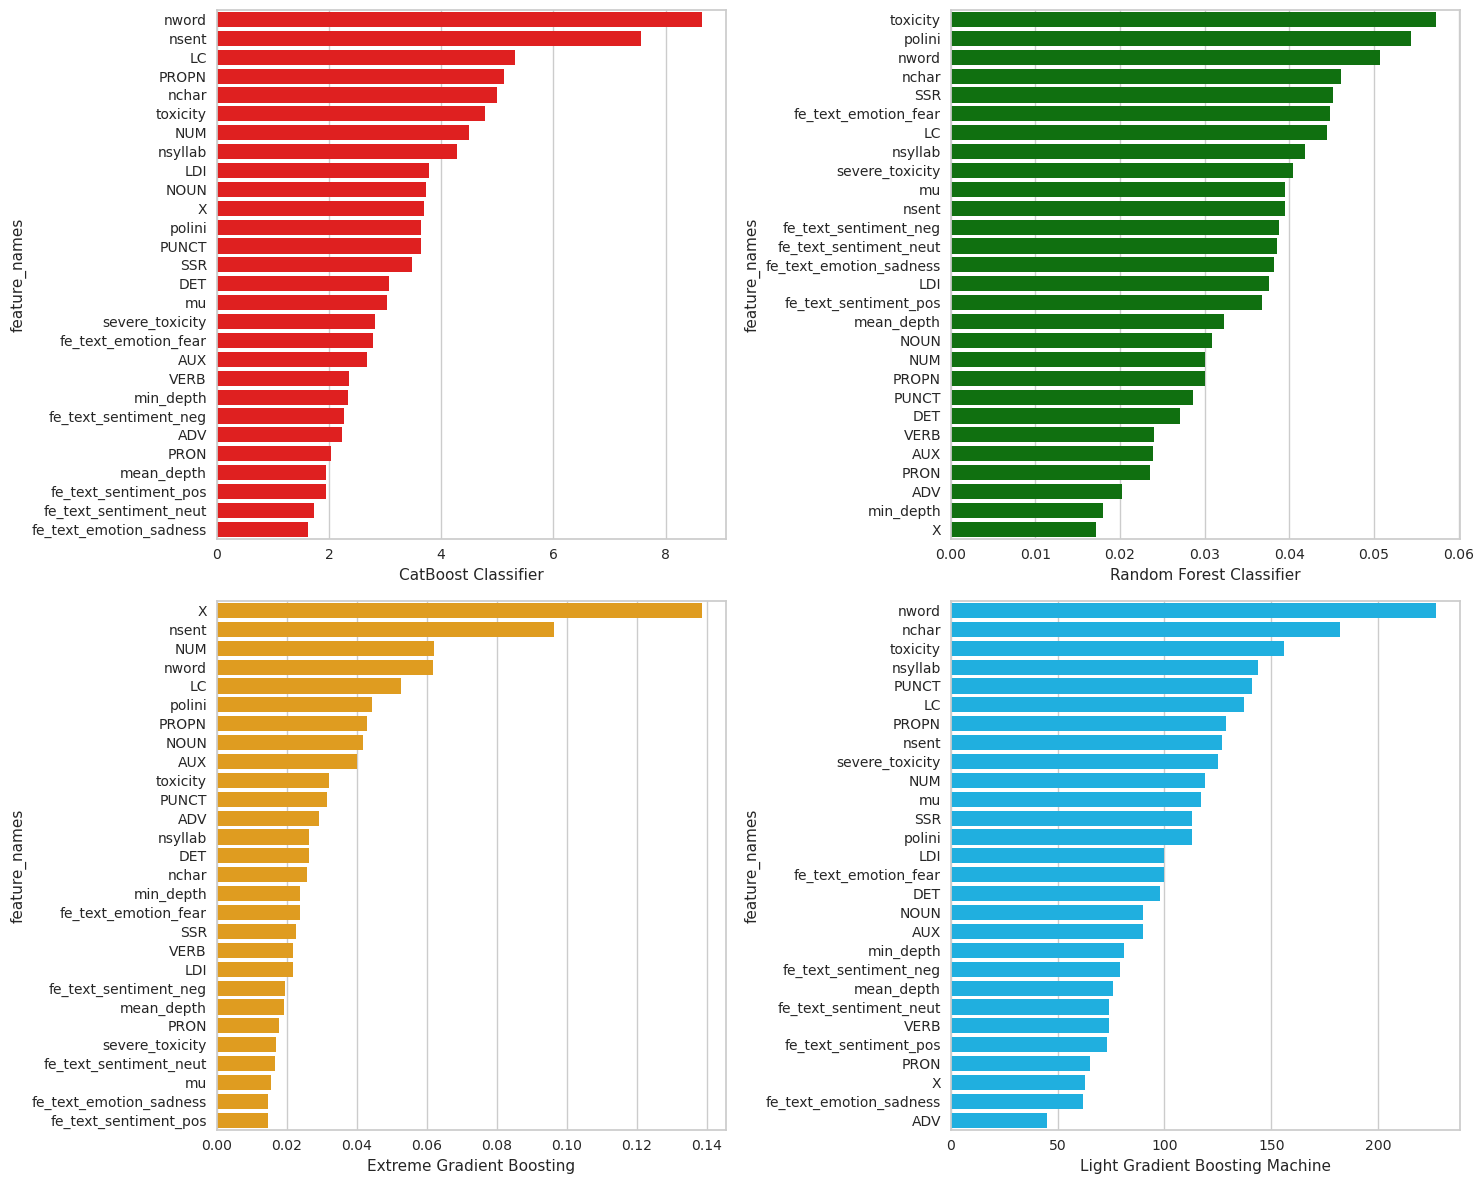 feature_names
nword
nsent
LC
PROPN
nchar
toxicity
NUM
nsyllab
LDI
NOUN
X
polini
PUNCT
SSR
DET
mu
severe_toxicity
fe_text_emotion_fear
AUX
VERB
min_depth
fe_text_sentiment_neg
ADV
PRON
mean_depth
fe_text_sentiment_pos
fe_text_sentiment_neut
fe_text_emotion_sadness
0 2 4 6 8
CatBoost Classifier
feature_names
toxicity
polini
nword
nchar
SSR
fe_text_emotion_fear
LC
nsyllab
severe_toxicity
mu
nsent
fe_text_sentiment_neg
fe_text_sentiment_neut
fe_text_emotion_sadness
LDI
fe_text_sentiment_pos
mean_depth
NOUN
NUM
PROPN
PUNCT
DET
VERB
AUX
PRON
ADV
min_depth
X
0.00 0.01 0.02 0.03 0.04 0.05 0.06
Random Forest Classifier
feature_names
X
nsent
NUM
nword
LC
polini
PROPN
NOUN
AUX
toxicity
PUNCT
ADV
nsyllab
DET
nchar
min_depth
fe_text_emotion_fear
SSR
VERB
LDI
fe_text_sentiment_neg
mean_depth
PRON
severe_toxicity
fe_text_sentiment_neut
mu
fe_text_emotion_sadness
fe_text_sentiment_pos
0.00 0.02 0.04 0.06 0.08 0.10 0.12 0.14
Extreme Gradient Boosting
feature_names
nword
nchar
toxicity
nsyllab
PUNCT
LC
PROPN
nsent
severe_toxicity
NUM
mu
SSR
polini
LDI
fe_text_emotion_fear
DET
NOUN
AUX
min_depth
fe_text_sentiment_neg
mean_depth
fe_text_sentiment_neut
VERB
fe_text_sentiment_pos
PRON
X
fe_text_emotion_sadness
ADV
0 50 100 150 200
Light Gradient Boosting Machine